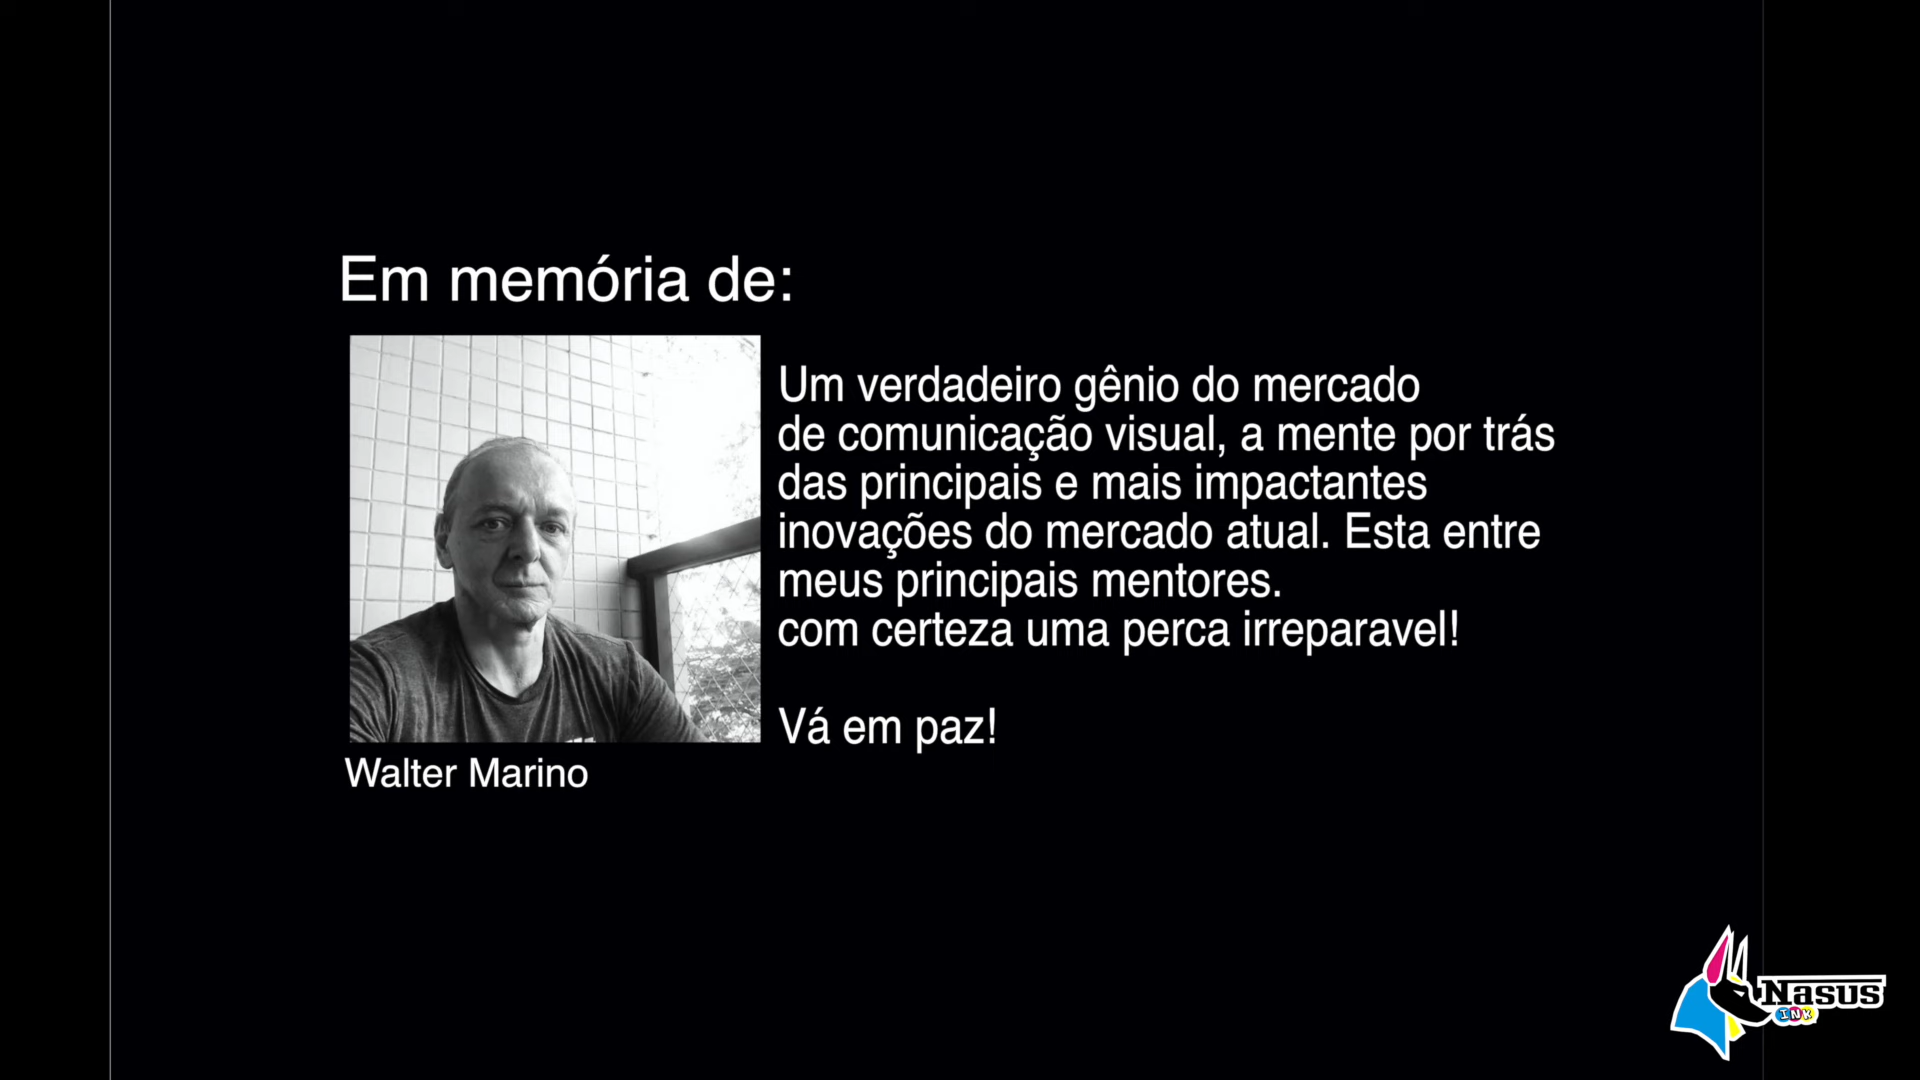 Em memória de:
Um verdadeiro gênio do mercado
de comunicação visual, a mente por trás
das principais e mais impactantes
inovações do mercado atual. Esta entre
meus principais mentores.
com certeza uma perca irreparavel!
Vá em paz!
Walter Marino
Nasus
INK